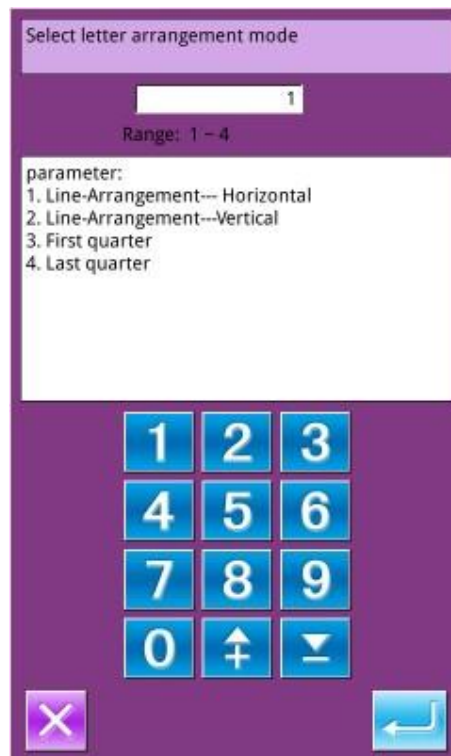 Select letter arrangement mode
1
Range: 1 – 4
parameter:
1. Line-Arrangement--- Horizontal
2. Line-Arrangement---Vertical
3. First quarter
4. Last quarter
1 2 3
4 5 6
7 8 9
0